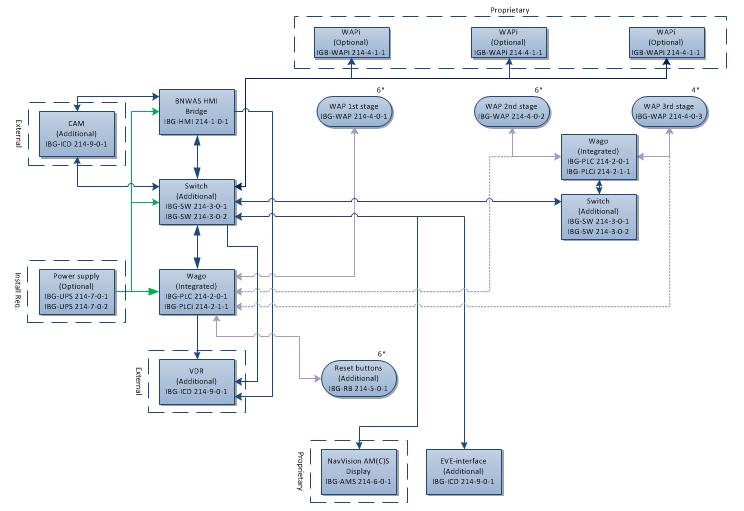 Proprietary
WAPi
(Optional)
IGB-WAPi 214-4-1-1
WAPi
(Optional)
IGB-WAPi 214-4-1-1
WAPi
(Optional)
IGB-WAPi 214-4-1-1
6*
WAP 1st stage
IBG-WAP 214-4-0-1
6*
WAP 2nd stage
IBG-WAP 214-4-0-2
4*
WAP 3rd stage
IBG-WAP 214-4-0-3
BNWAS HMI
Bridge
IBG-HMI 214-1-0-1
External
CAM
(Additional)
IBG-ICD 214-9-0-1
Wago
(Integrated)
IBG-PLC 214-2-0-1
IBG-PLCi 214-2-1-1
Switch
(Additional)
IBG-SW 214-3-0-1
IBG-SW 214-3-0-2
Switch
(Additional)
IBG-SW 214-3-0-1
IBG-SW 214-3-0-2
Install Req.
Power supply
(Optional)
IBG-UPS 214-7-0-1
IBG-UPS 214-7-0-2
Wago
(Integrated)
IBG-PLC 214-2-0-1
IBG-PLCi 214-2-1-1
External
VDR
(Additional)
IBG-ICD 214-9-0-1
6*
Reset buttons
(Additional)
IBG-RB 214-5-0-1
Proprietary
NavVision AM(C)S
Display
IBG-AMS 214-6-0-1
EVE-interface
(Additional)
IBG-ICD 214-9-0-1